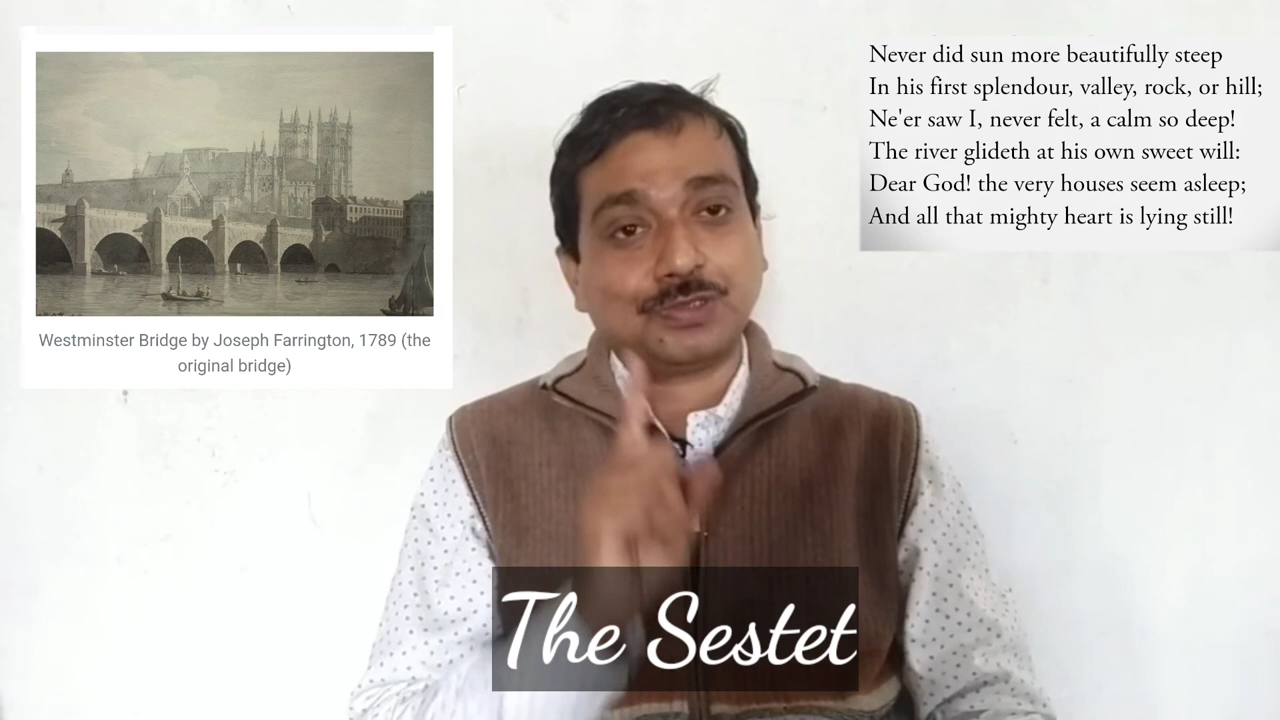 Westminster Bridge by Joseph Farrington, 1789 (the
original bridge)
Never did sun more beautifully steep
In his first splendour, valley, rock, or hill;
Ne'er saw I, never felt, a calm so deep!
The river glideth at his own sweet will:
Dear God! the very houses seem asleep;
And all that mighty heart is lying still!
The Sestet